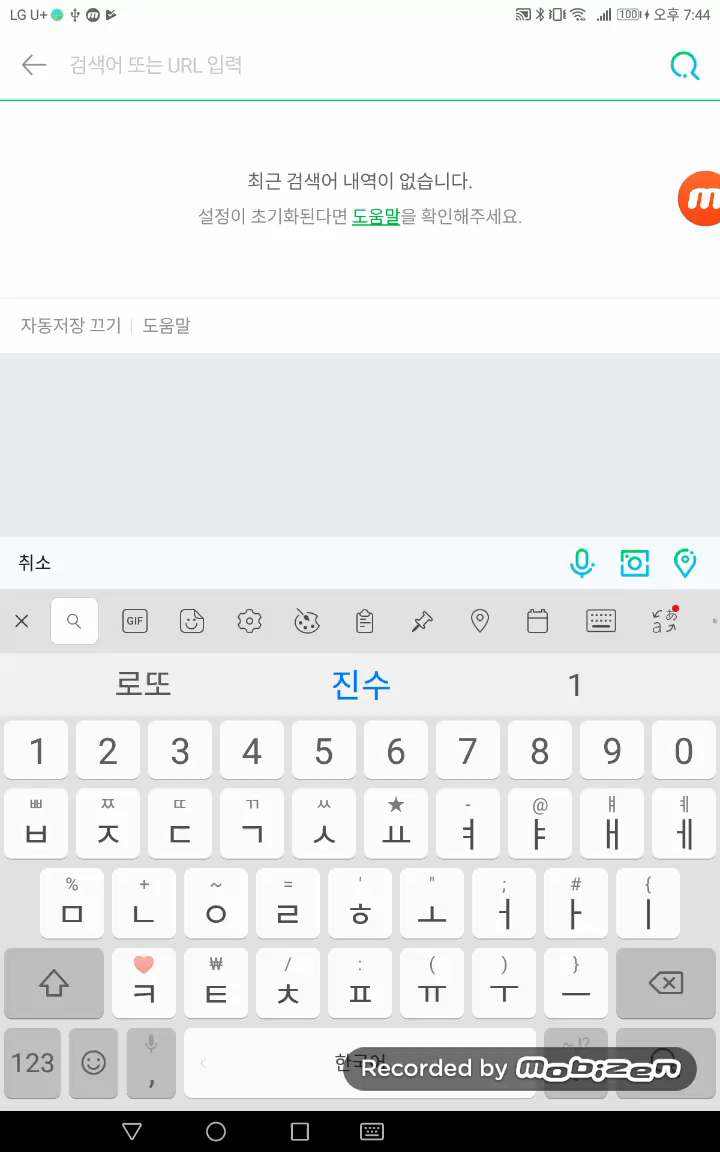 LG U+ 100 오후 7:44
검색어 또는 URL 입력
최근 검색어 내역이 없습니다.
설정이 초기화된다면 도움말을 확인해주세요.
m
자동저장 끄기 | 도움말
취소
GIF
로또 진수 1
1 2 3 4 5 6 7 8 9 0
ㅃ ㅉ ㄸ ㄲ ㅆ ★ - @ ㅒ ㅖ
ㅂ ㅈ ㄷ ㄱ ㅅ ㅛ ㅕ ㅑ ㅐ ㅔ
% + ~ = ' " ; # {
ㅁ ㄴ ㅇ ㄹ ㅎ ㅗ ㅓ ㅏ ㅣ
₩ / : ( ) }
ㅋ ㅌ ㅊ ㅍ ㅠ ㅜ ㅡ
123 , 한국어 ~ !?
Recorded by mobizen